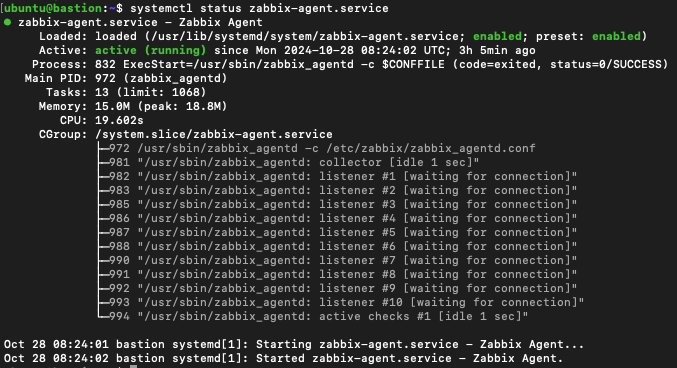 [ubuntu@bastion:~$ systemctl status zabbix-agent.service
● zabbix-agent.service – Zabbix Agent
Loaded: loaded (/usr/lib/systemd/system/zabbix-agent.service; enabled; preset: enabled)
Active: active (running) since Mon 2024-10-28 08:24:02 UTC; 3h 5min ago
Process: 832 ExecStart=/usr/sbin/zabbix_agentd -c $CONFFILE (code=exited, status=0/SUCCESS)
Main PID: 972 (zabbix_agentd)
Tasks: 13 (limit: 1068)
Memory: 15.0M (peak: 18.8M)
CPU: 19.602s
CGroup: /system.slice/zabbix-agent.service
├─972 /usr/sbin/zabbix_agentd -c /etc/zabbix/zabbix_agentd.conf
├─981 "/usr/sbin/zabbix_agentd: collector [idle 1 sec]"
├─982 "/usr/sbin/zabbix_agentd: listener #1 [waiting for connection]"
├─983 "/usr/sbin/zabbix_agentd: listener #2 [waiting for connection]"
├─985 "/usr/sbin/zabbix_agentd: listener #3 [waiting for connection]"
├─986 "/usr/sbin/zabbix_agentd: listener #4 [waiting for connection]"
├─987 "/usr/sbin/zabbix_agentd: listener #5 [waiting for connection]"
├─988 "/usr/sbin/zabbix_agentd: listener #6 [waiting for connection]"
├─990 "/usr/sbin/zabbix_agentd: listener #7 [waiting for connection]"
├─991 "/usr/sbin/zabbix_agentd: listener #8 [waiting for connection]"
├─992 "/usr/sbin/zabbix_agentd: listener #9 [waiting for connection]"
├─993 "/usr/sbin/zabbix_agentd: listener #10 [waiting for connection]"
└─994 "/usr/sbin/zabbix_agentd: active checks #1 [idle 1 sec]"
Oct 28 08:24:01 bastion systemd[1]: Starting zabbix-agent.service – Zabbix Agent...
Oct 28 08:24:02 bastion systemd[1]: Started zabbix-agent.service – Zabbix Agent.